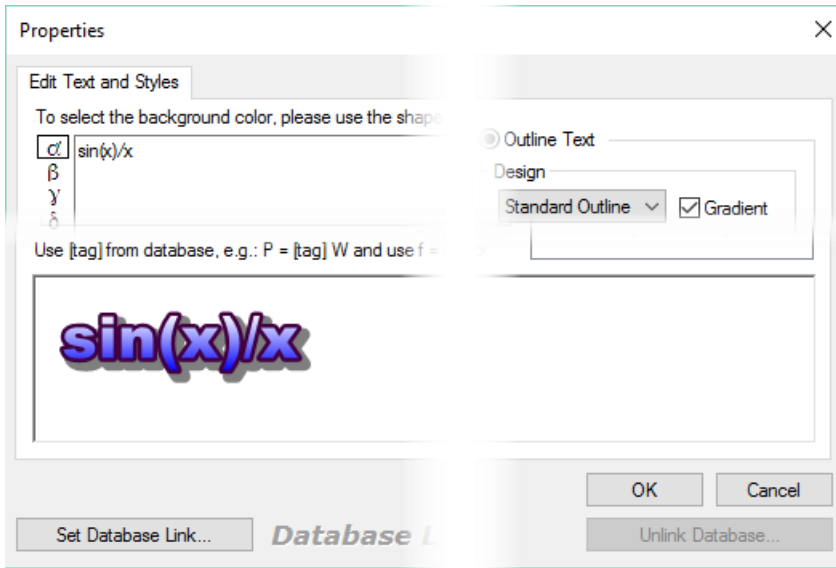 Properties
Edit Text and Styles
To select the background color, please use the shape
α sin(x)/x
β
γ
δ
Outline Text
Design
Standard Outline Gradient
Use [tag] from database, e.g.: P = [tag] W and use f =
sin(x)/x
OK Cancel
Set Database Link... Database Unlink Database...